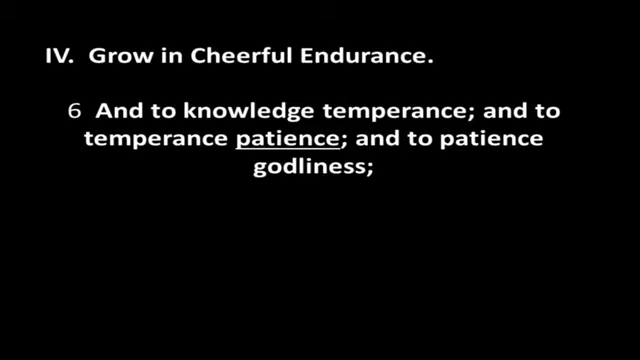 IV.  Grow in Cheerful Endurance.
6  And to knowledge temperance; and to
temperance patience; and to patience
godliness;